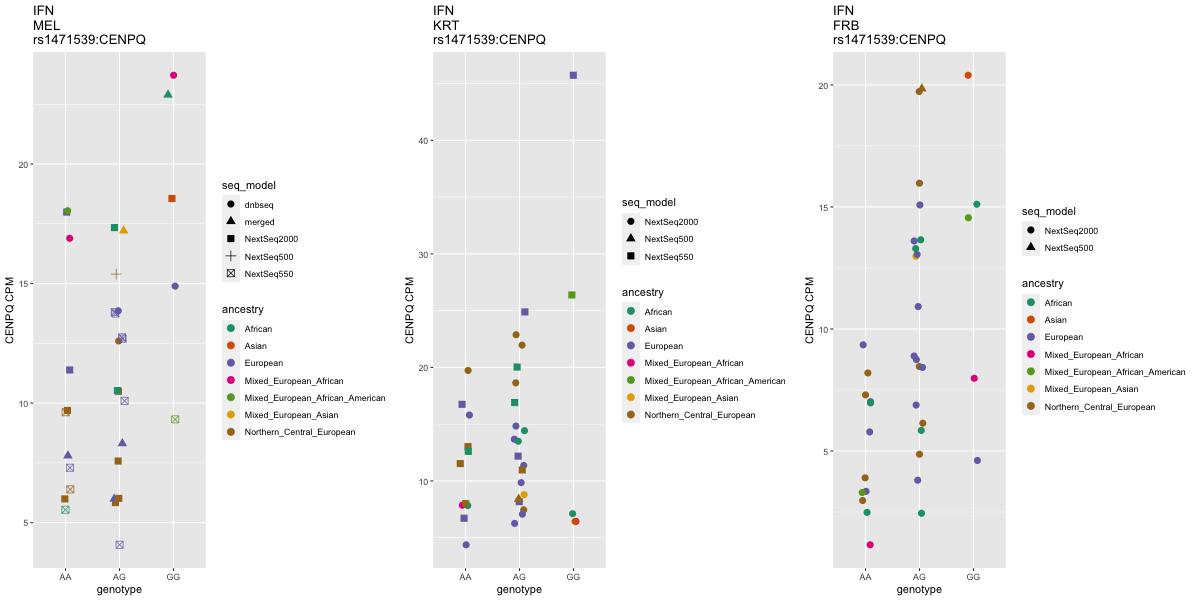 IFN
MEL
rs1471539:CENPQ
CENPQ CPM
20
15
10
5
AA
AG
GG
genotype
seq_model
dnbseq
merged
NextSeq2000
NextSeq500
NextSeq550
ancestry
African
Asian
European
Mixed_European_African
Mixed_European_African_American
Mixed_European_Asian
Northern_Central_European
IFN
KRT
rs1471539:CENPQ
CENPQ CPM
40
30
20
10
AA
AG
GG
genotype
seq_model
NextSeq2000
NextSeq500
NextSeq550
ancestry
African
Asian
European
Mixed_European_African
Mixed_European_African_American
Mixed_European_Asian
Northern_Central_European
IFN
FRB
rs1471539:CENPQ
CENPQ CPM
20
15
10
5
AA
AG
GG
genotype
seq_model
NextSeq2000
NextSeq500
ancestry
African
Asian
European
Mixed_European_African
Mixed_European_African_American
Mixed_European_Asian
Northern_Central_European